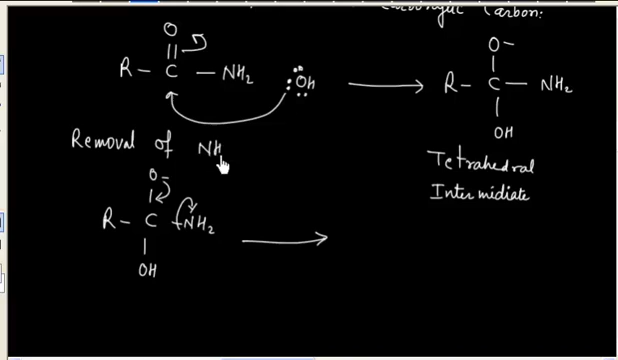 Carbonyl Carbon:
O O-
R - C - NH2 :OH R - C - NH2
OH
Removal of NH
Tetrahedral
Intermidiate
O-
R - C - NH2
OH